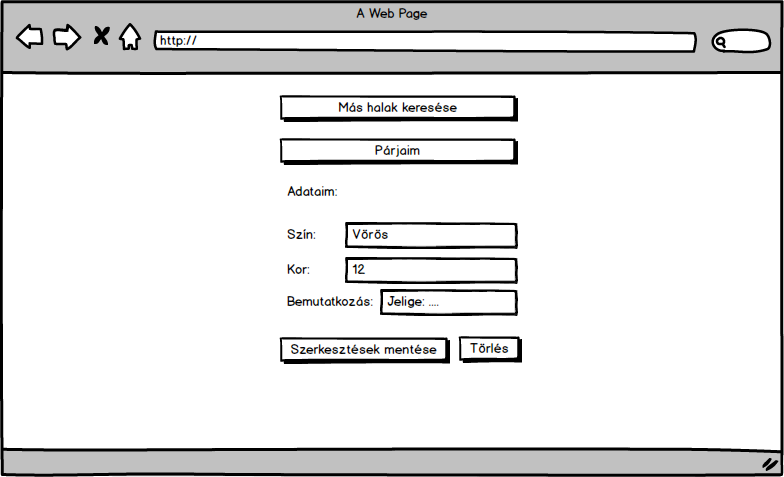 A Web Page
http://
Más halak keresése
Párjaim
Adataim:
Szín: Vörös
Kor: 12
Bemutatkozás: Jelige: ....
Szerkesztések mentése Törlés